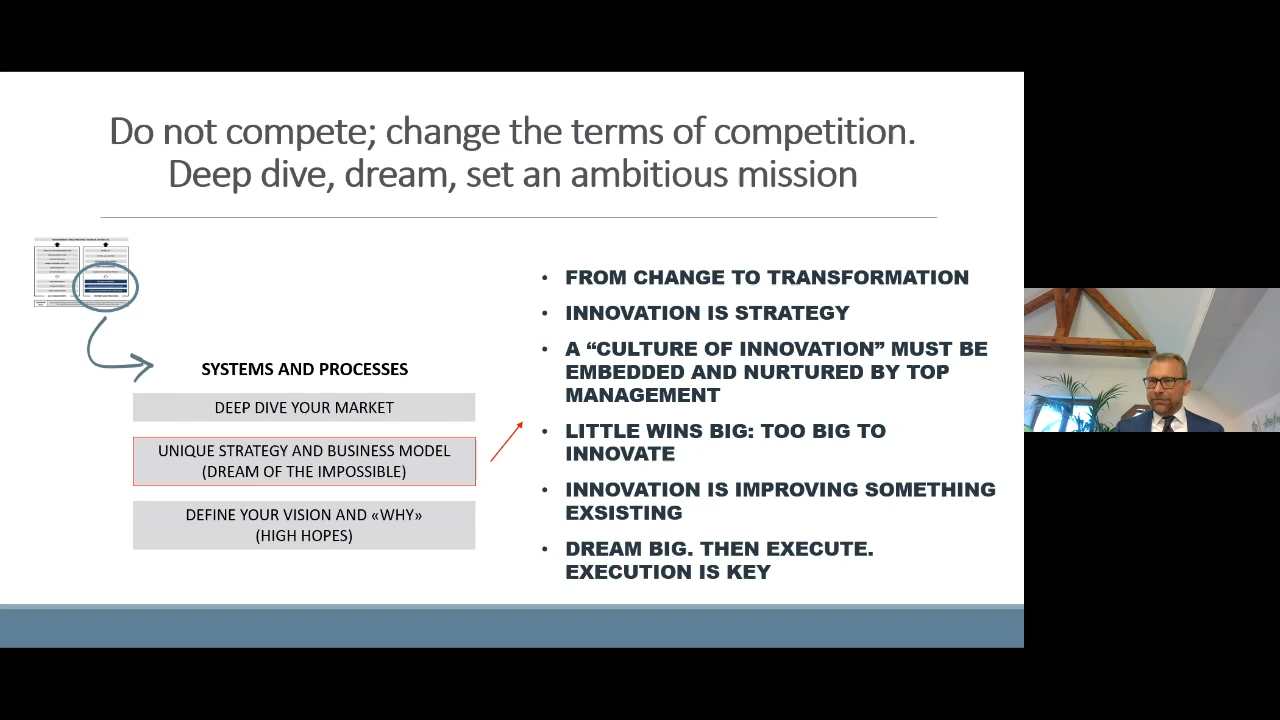 Do not compete; change the terms of competition.
Deep dive, dream, set an ambitious mission
SYSTEMS AND PROCESSES
DEEP DIVE YOUR MARKET
UNIQUE STRATEGY AND BUSINESS MODEL
(DREAM OF THE IMPOSSIBLE)
DEFINE YOUR VISION AND «WHY»
(HIGH HOPES)
• FROM CHANGE TO TRANSFORMATION
• INNOVATION IS STRATEGY
• A “CULTURE OF INNOVATION” MUST BE
EMBEDDED AND NURTURED BY TOP
MANAGEMENT
• LITTLE WINS BIG: TOO BIG TO
INNOVATE
• INNOVATION IS IMPROVING SOMETHING
EXSISTING
• DREAM BIG. THEN EXECUTE.
EXECUTION IS KEY